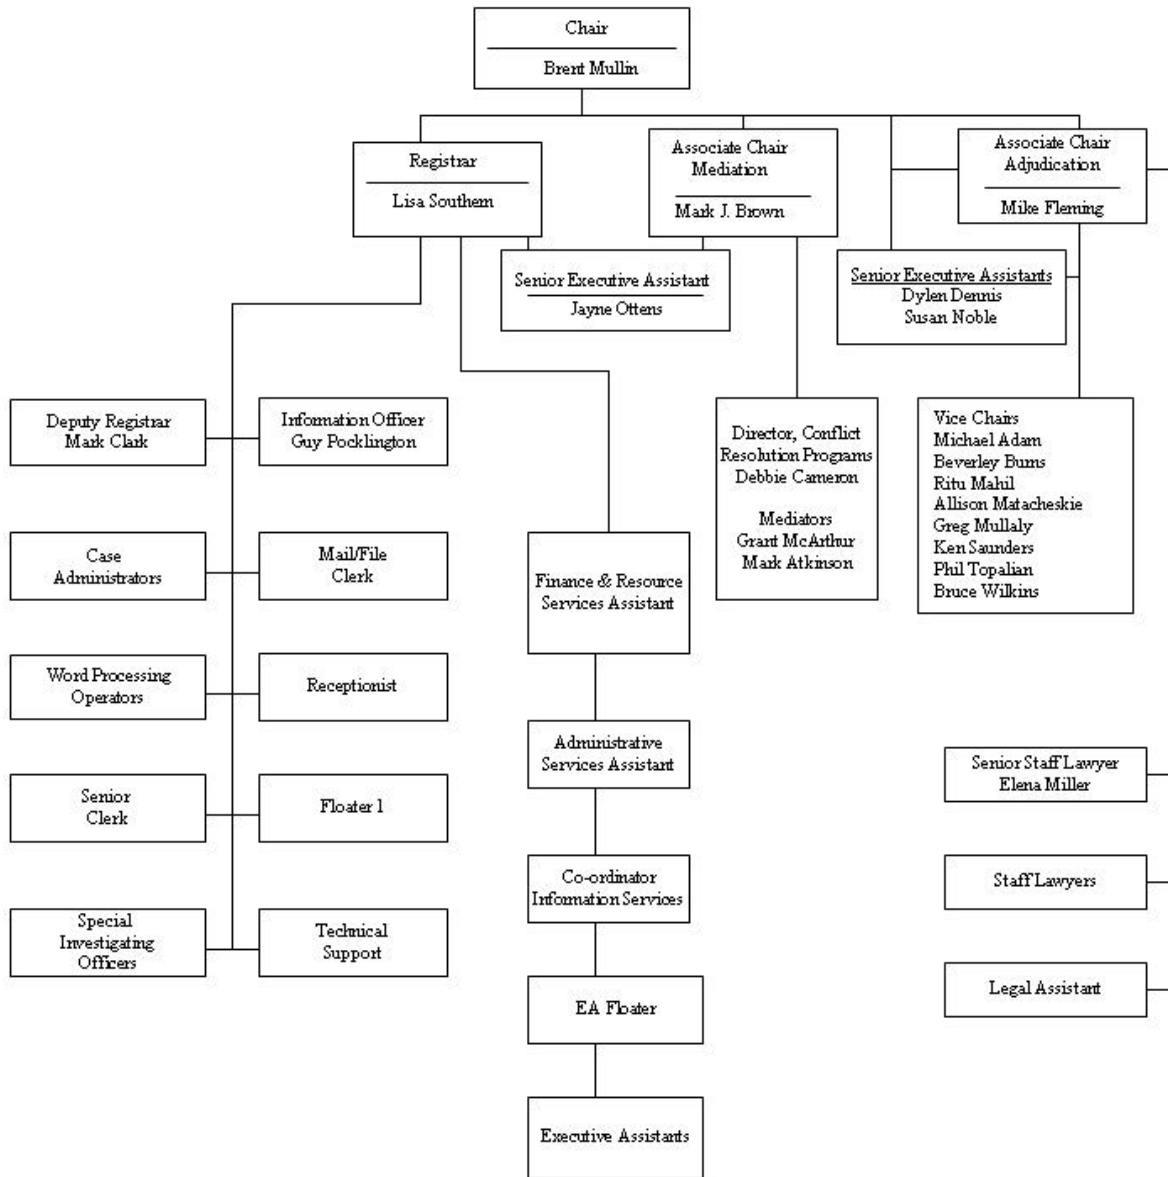 Chair
Brent Mullin
Registrar
Lisa Southern
Associate Chair
Mediation
Mark J. Brown
Associate Chair
Adjudication
Mike Fleming
Senior Executive Assistant
Jayne Ottens
Senior Executive Assistants
Dylen Dennis
Susan Noble
Deputy Registrar
Mark Clark
Information Officer
Guy Pocklington
Director, Conflict
Resolution Programs
Debbie Cameron
Mediators
Grant McArthur
Mark Atkinson
Vice Chairs
Michael Adam
Beverley Burns
Ritu Mahil
Allison Matacheskie
Greg Mullaly
Ken Saunders
Phil Topalian
Bruce Wilkins
Case
Administrators
Mail/File
Clerk
Finance & Resource
Services Assistant
Word Processing
Operators
Receptionist
Administrative
Services Assistant
Senior Staff Lawyer
Elena Miller
Senior
Clerk
Floater 1
Co-ordinator
Information Services
Staff Lawyers
Special
Investigating
Officers
Technical
Support
EA Floater
Legal Assistant
Executive Assistants